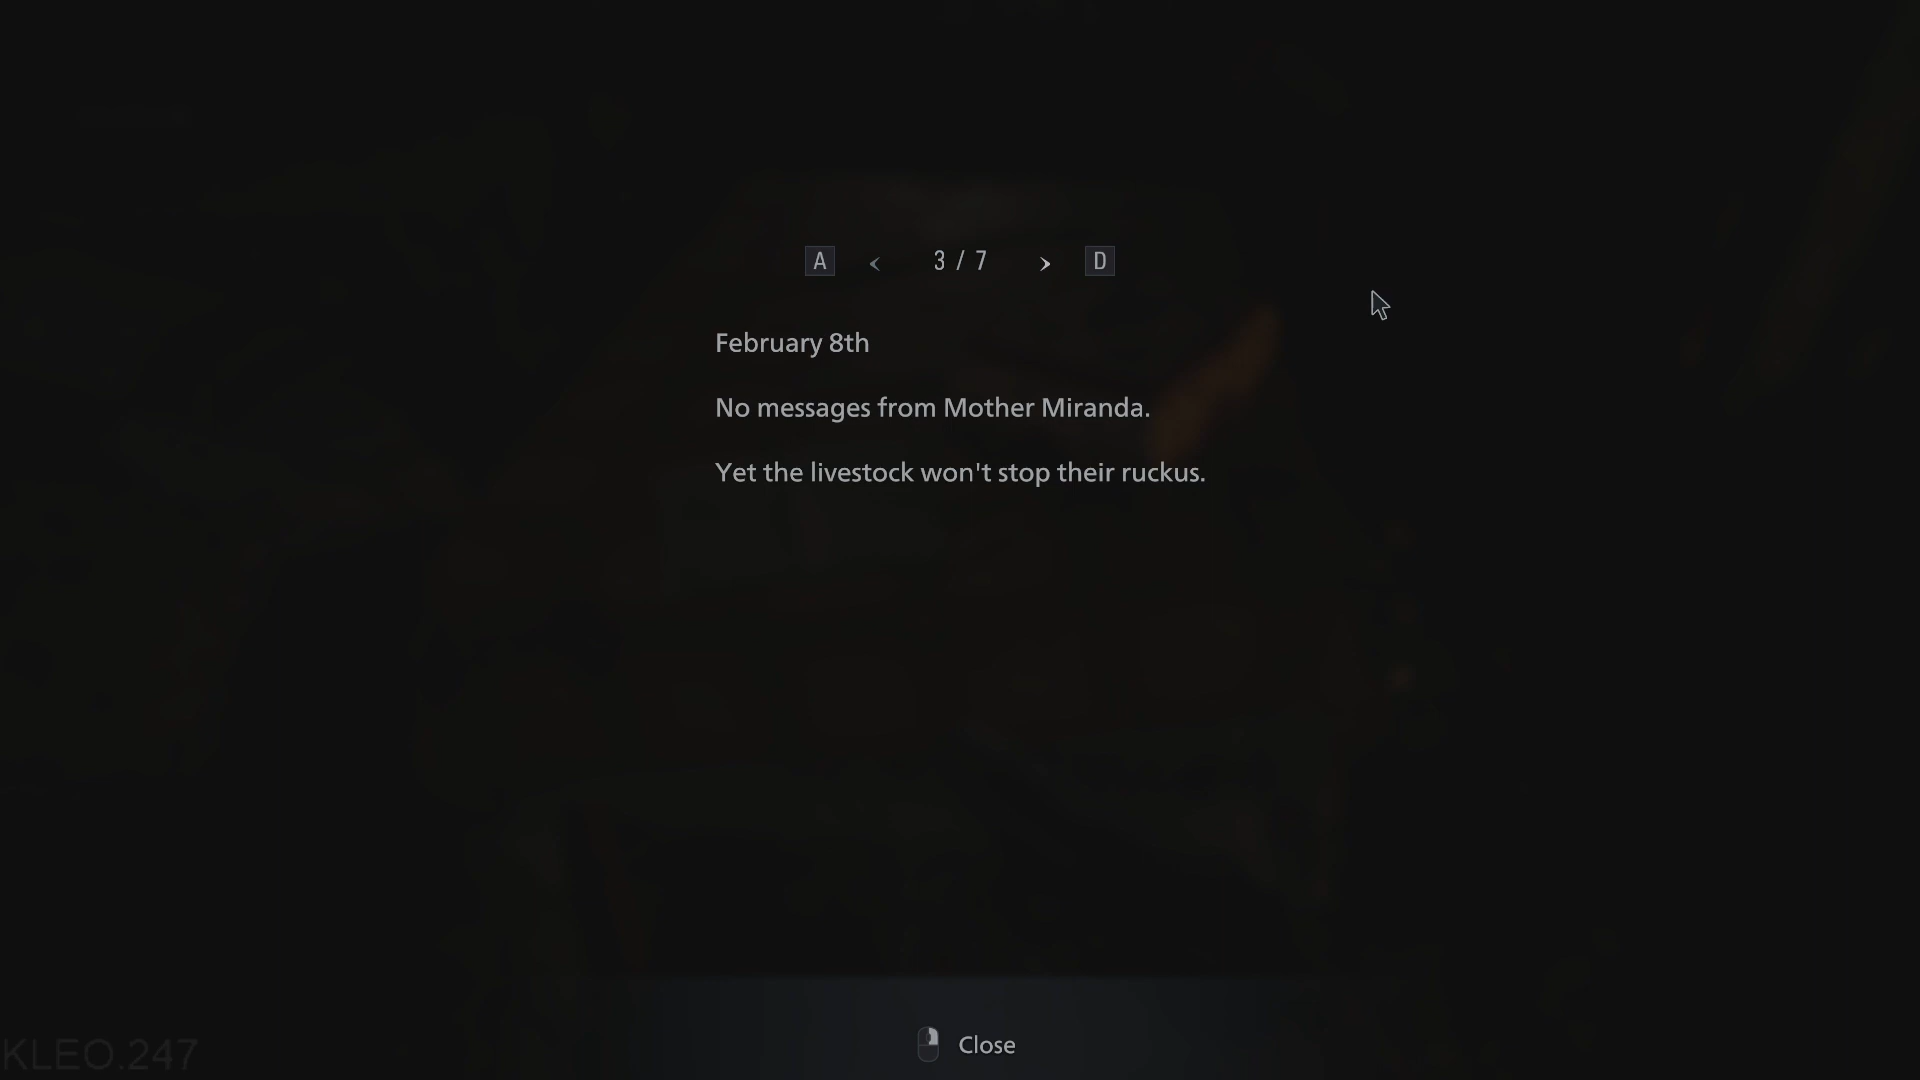 A < 3 / 7 > D
February 8th
No messages from Mother Miranda.
Yet the livestock won't stop their ruckus.
Close
KLEO.247